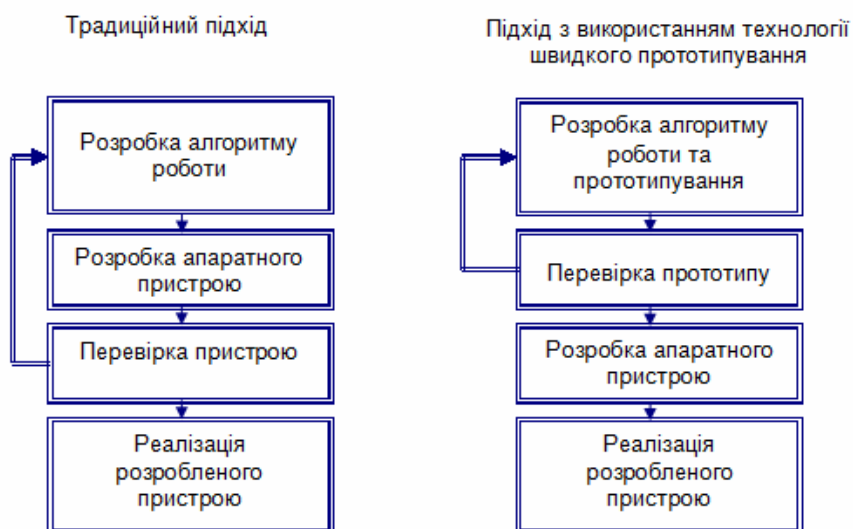 Традиційний підхід
Розробка алгоритму
роботи
Розробка апаратного
пристрою
Перевірка пристрою
Реалізація
розробленого
пристрою
Підхід з використанням технології
швидкого прототипування
Розробка алгоритму
роботи та
прототипування
Перевірка прототипу
Розробка апаратного
пристрою
Реалізація
розробленого
пристрою